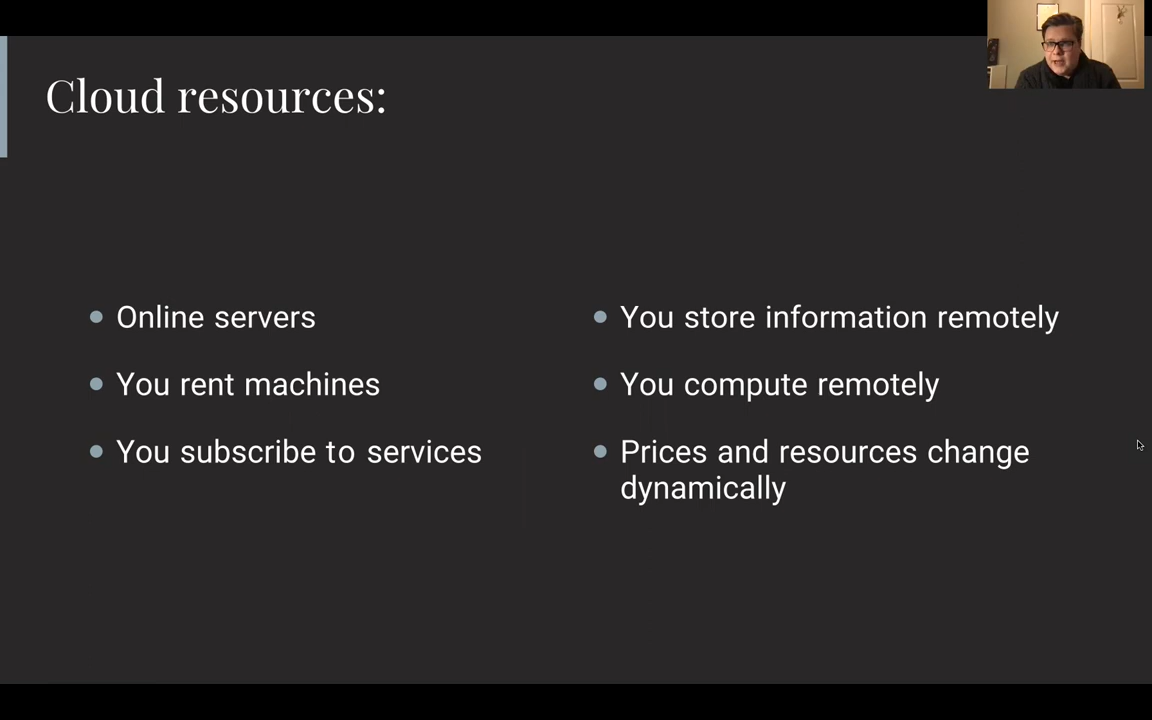 Cloud resources:
Online servers
You rent machines
You subscribe to services
You store information remotely
You compute remotely
Prices and resources change
dynamically